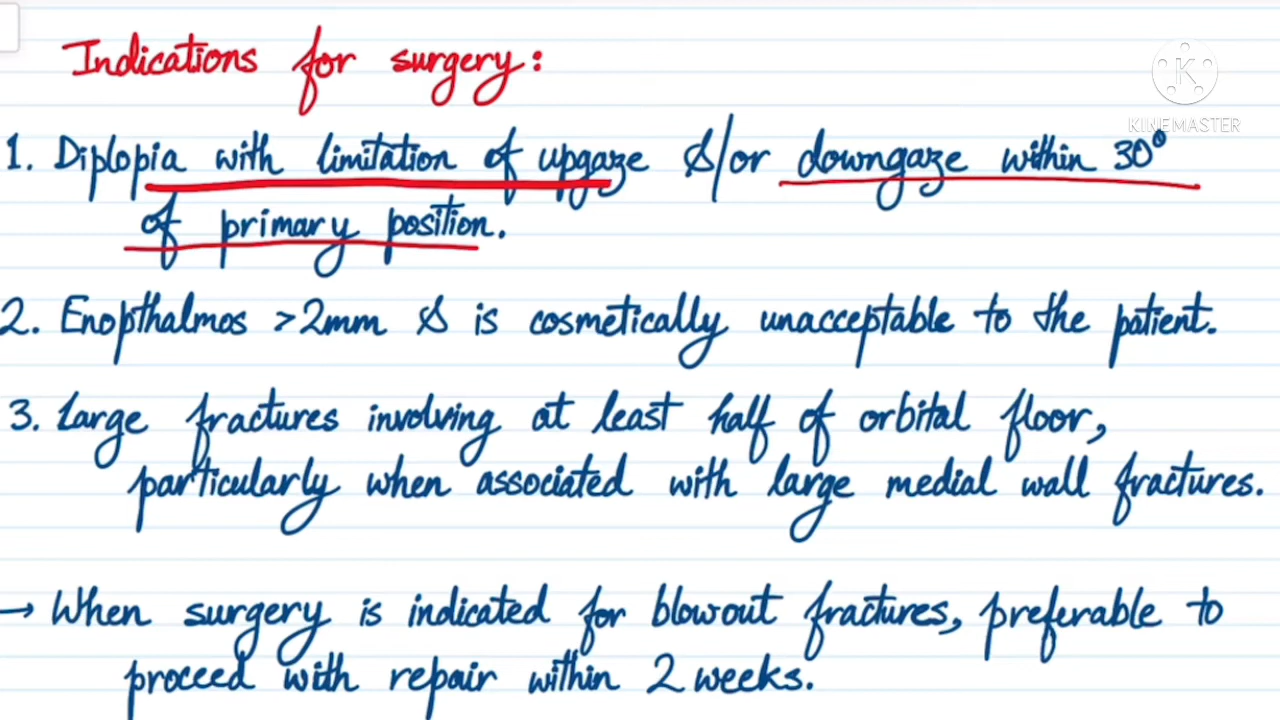 Indications for surgery:
KINEMASTER
1. Diplopia with limitation of upgaze &/or downgaze within 30°
of primary position.
2. Enopthalmos >2mm & is cosmetically unacceptable to the patient.
3. Large fractures involving at least half of orbital floor,
particularly when associated with large medial wall fractures.
→ When surgery is indicated for blowout fractures, preferable to
proceed with repair within 2 weeks.